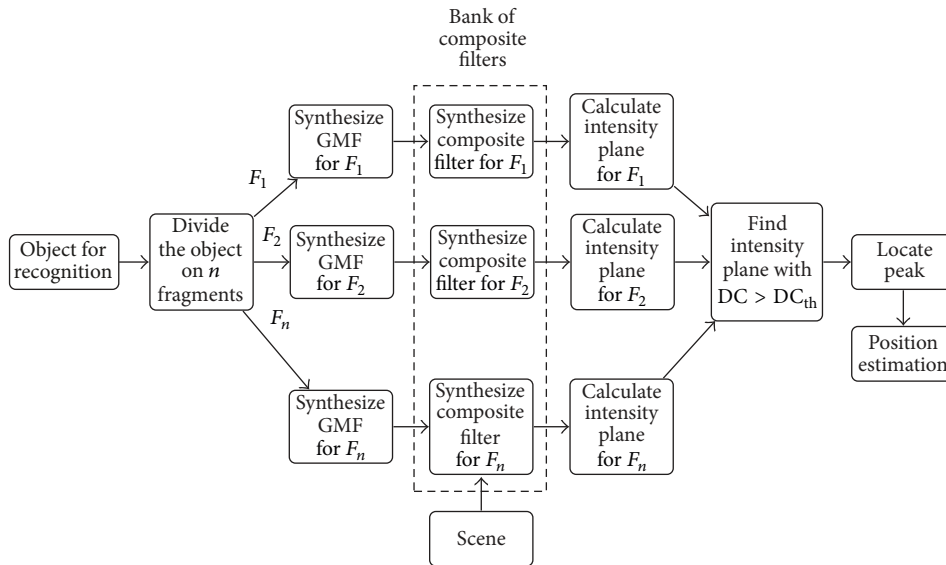 Bank of
composite
filters
Object for
recognition
Divide
the object
on n
fragments
F₁
F₂
Fₙ
Synthesize
GMF
for F₁
Synthesize
composite
filter for F₁
Calculate
intensity
plane
for F₁
Synthesize
GMF
for F₂
Synthesize
composite
filter for F₂
Calculate
intensity
plane
for F₂
Synthesize
GMF
for Fₙ
Synthesize
composite
filter
for Fₙ
Calculate
intensity
plane
for Fₙ
Scene
Find
intensity
plane with
DC > DCth
Locate
peak
Position
estimation